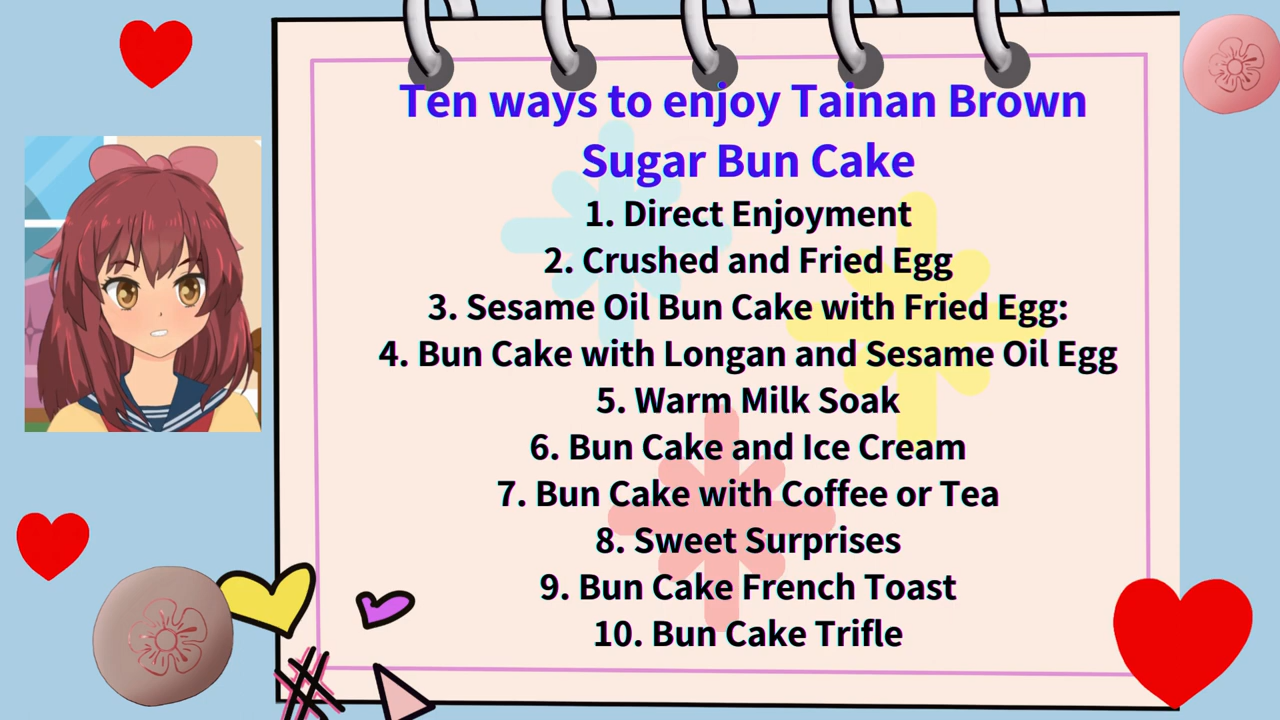 Ten ways to enjoy Tainan Brown
Sugar Bun Cake
1. Direct Enjoyment
2. Crushed and Fried Egg
3. Sesame Oil Bun Cake with Fried Egg:
4. Bun Cake with Longan and Sesame Oil Egg
5. Warm Milk Soak
6. Bun Cake and Ice Cream
7. Bun Cake with Coffee or Tea
8. Sweet Surprises
9. Bun Cake French Toast
10. Bun Cake Trifle